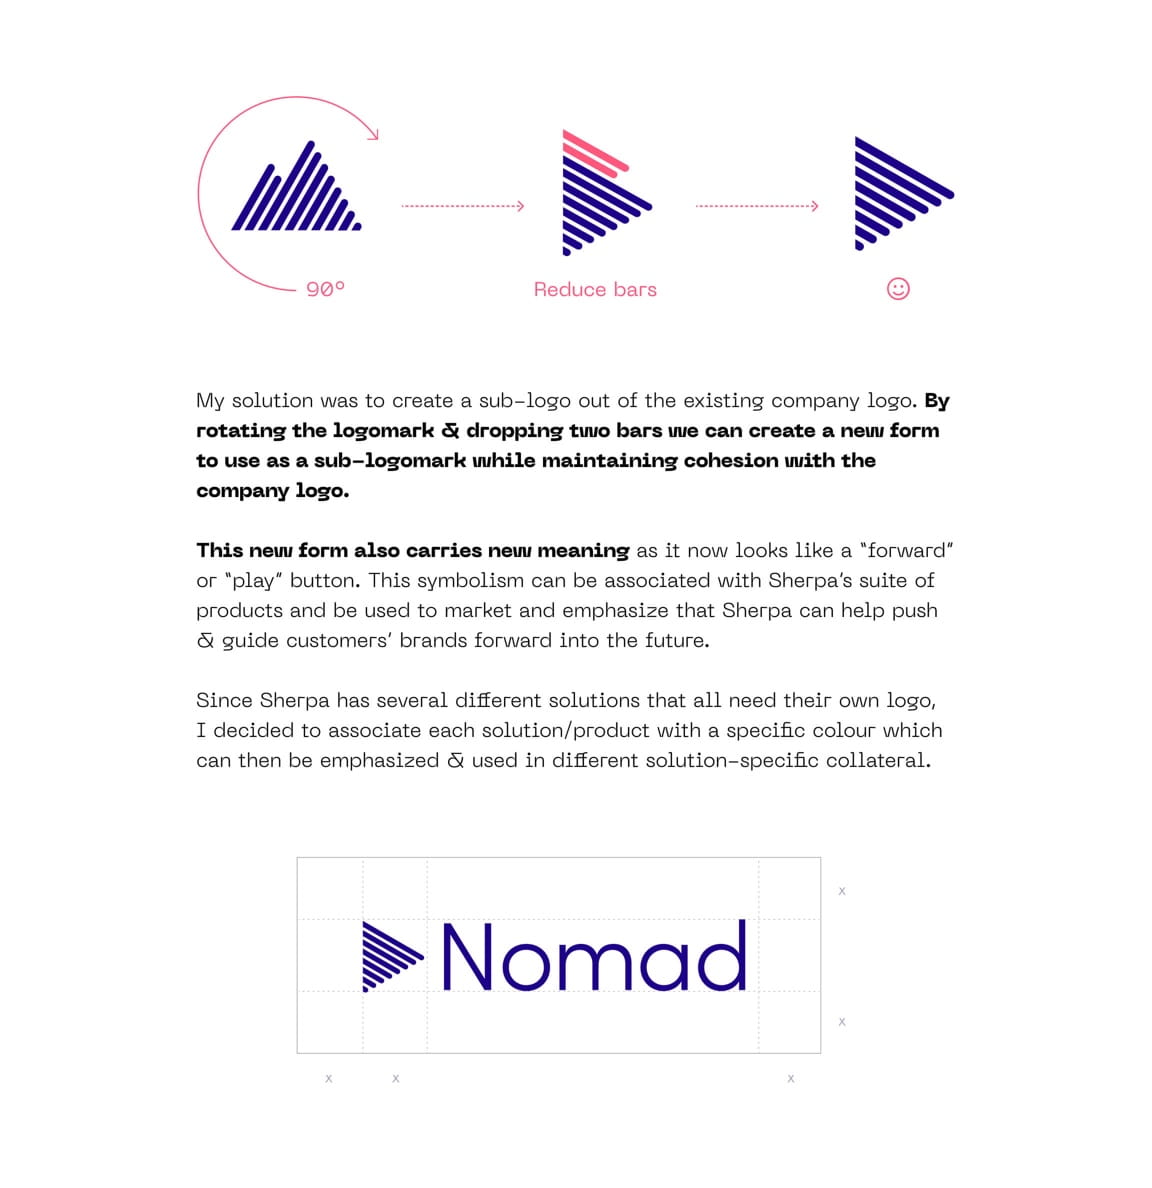 90°
Reduce bars
My solution was to create a sub-logo out of the existing company logo. By
rotating the logomark & dropping two bars we can create a new form
to use as a sub-logomark while maintaining cohesion with the
company logo.
This new form also carries new meaning as it now looks like a “forward”
or “play” button. This symbolism can be associated with Sherpa’s suite of
products and be used to market and emphasize that Sherpa can help push
& guide customers’ brands forward into the future.
Since Sherpa has several different solutions that all need their own logo,
I decided to associate each solution/product with a specific colour which
can then be emphasized & used in different solution-specific collateral.
x
Nomad
x
x
x
x